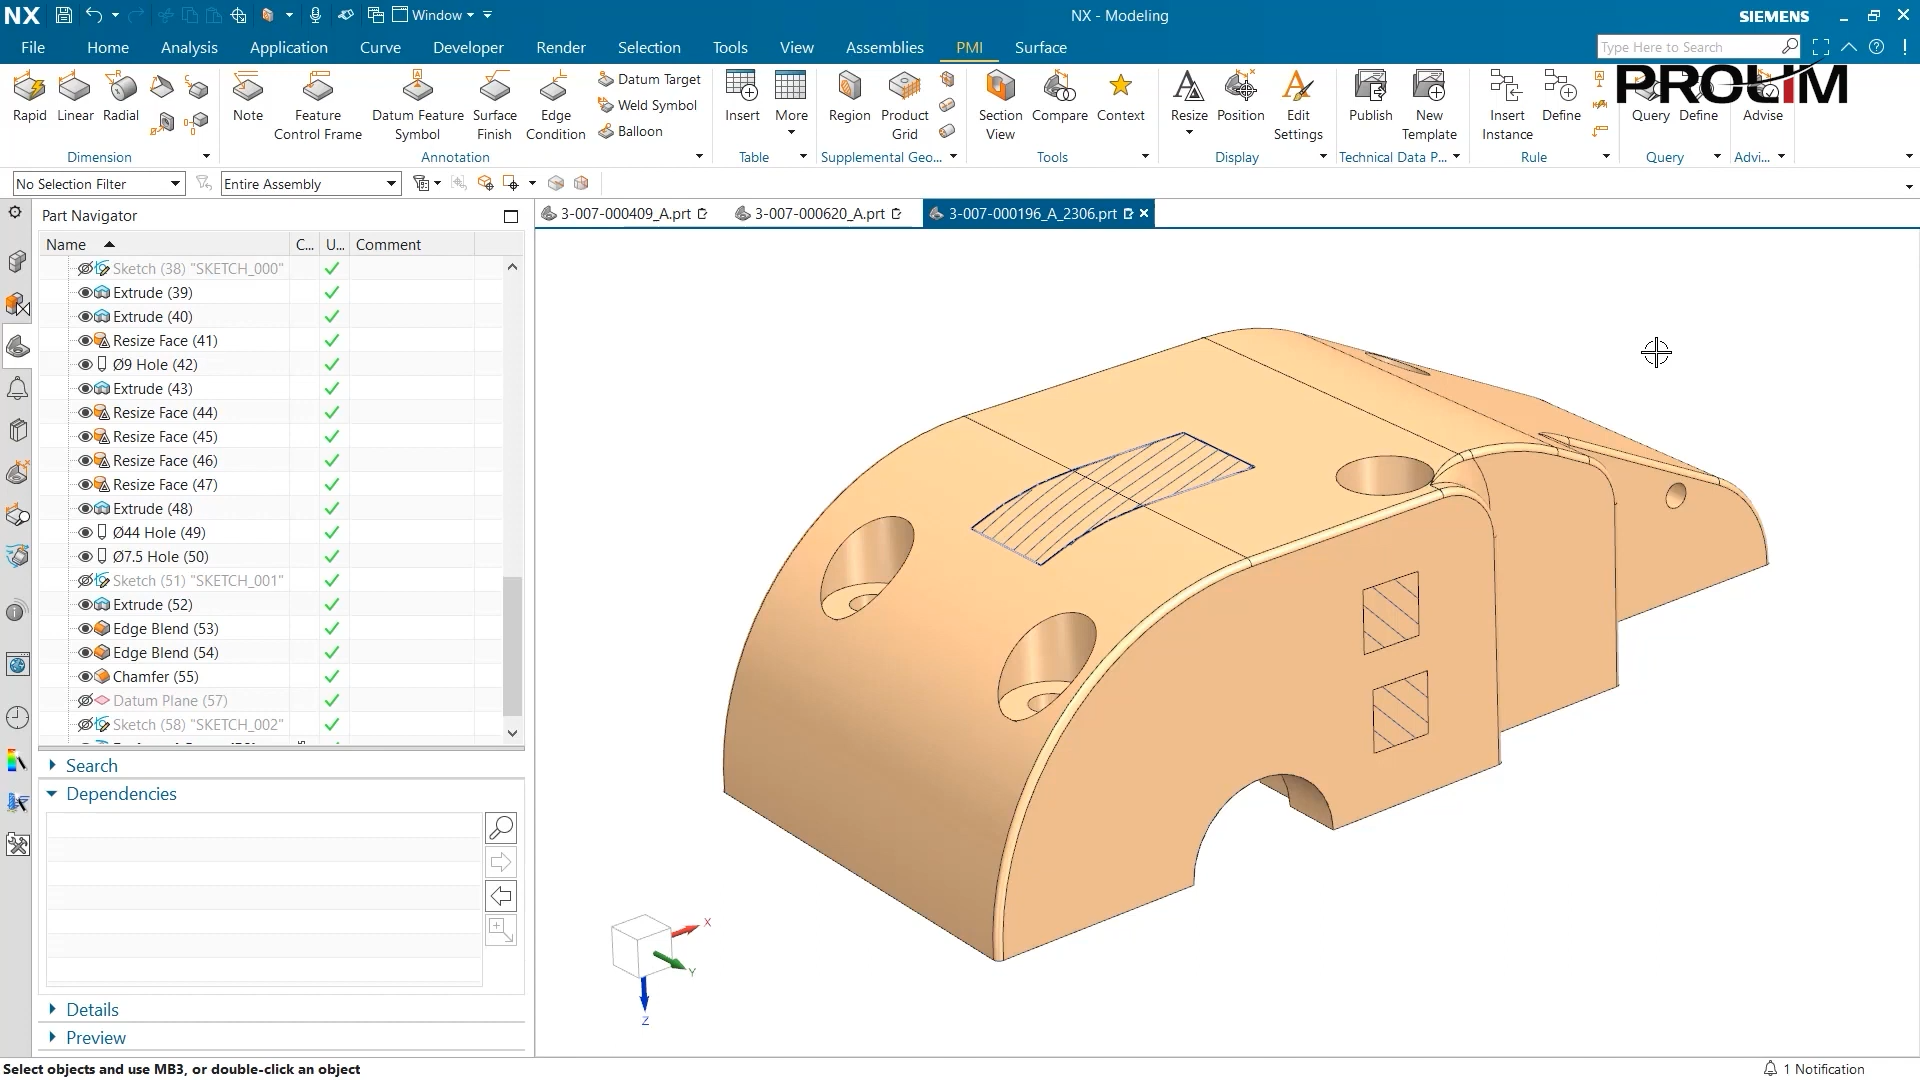 NX
Window
NX - Modeling
SIEMENS
File
Home
Analysis
Application
Curve
Developer
Render
Selection
Tools
View
Assemblies
PMI
Surface
Type Here to Search
PROLIM
Rapid
Linear
Radial
Note
Feature
Control Frame
Datum Feature
Symbol
Surface
Finish
Edge
Condition
Datum Target
Weld Symbol
Balloon
Insert
More
Region
Product
Grid
Section
View
Compare
Context
Resize
Position
Edit
Settings
Publish
New
Template
Insert
Instance
Define
Query
Define
Advise
Dimension
Annotation
Table
Supplemental Geo...
Tools
Display
Technical Data P...
Rule
Query
Advi...
No Selection Filter
Entire Assembly
Part Navigator
3-007-000409_A.prt
3-007-000620_A.prt
3-007-000196_A_2306.prt
Name
C...
U...
Comment
Sketch (38) "SKETCH_000"
Extrude (39)
Extrude (40)
Resize Face (41)
Ø9 Hole (42)
Extrude (43)
Resize Face (44)
Resize Face (45)
Resize Face (46)
Resize Face (47)
Extrude (48)
Ø44 Hole (49)
Ø7.5 Hole (50)
Sketch (51) "SKETCH_001"
Extrude (52)
Edge Blend (53)
Edge Blend (54)
Chamfer (55)
Datum Plane (57)
Sketch (58) "SKETCH_002"
Search
Dependencies
Details
Preview
X
Y
Z
Select objects and use MB3, or double-click an object
1 Notification